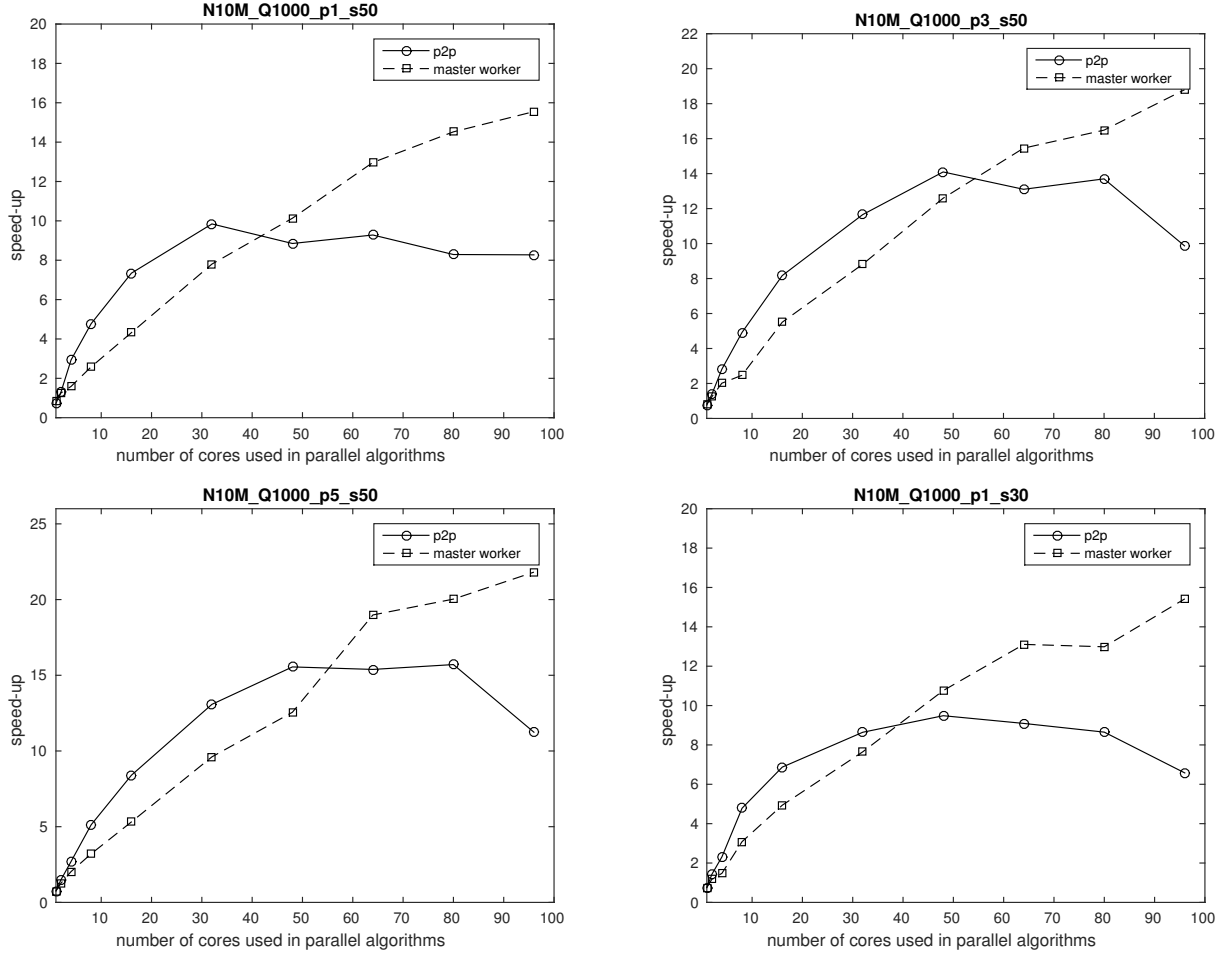 N10M_Q1000_p1_s50
20
18
16
14
12
10
8
6
4
2
0
speed-up
p2p
master worker
10 20 30 40 50 60 70 80 90 100
number of cores used in parallel algorithms
N10M_Q1000_p3_s50
22
20
18
16
14
12
10
8
6
4
2
0
speed-up
p2p
master worker
10 20 30 40 50 60 70 80 90 100
number of cores used in parallel algorithms
N10M_Q1000_p5_s50
25
20
15
10
5
0
speed-up
p2p
master worker
10 20 30 40 50 60 70 80 90 100
number of cores used in parallel algorithms
N10M_Q1000_p1_s30
20
18
16
14
12
10
8
6
4
2
0
speed-up
p2p
master worker
10 20 30 40 50 60 70 80 90 100
number of cores used in parallel algorithms